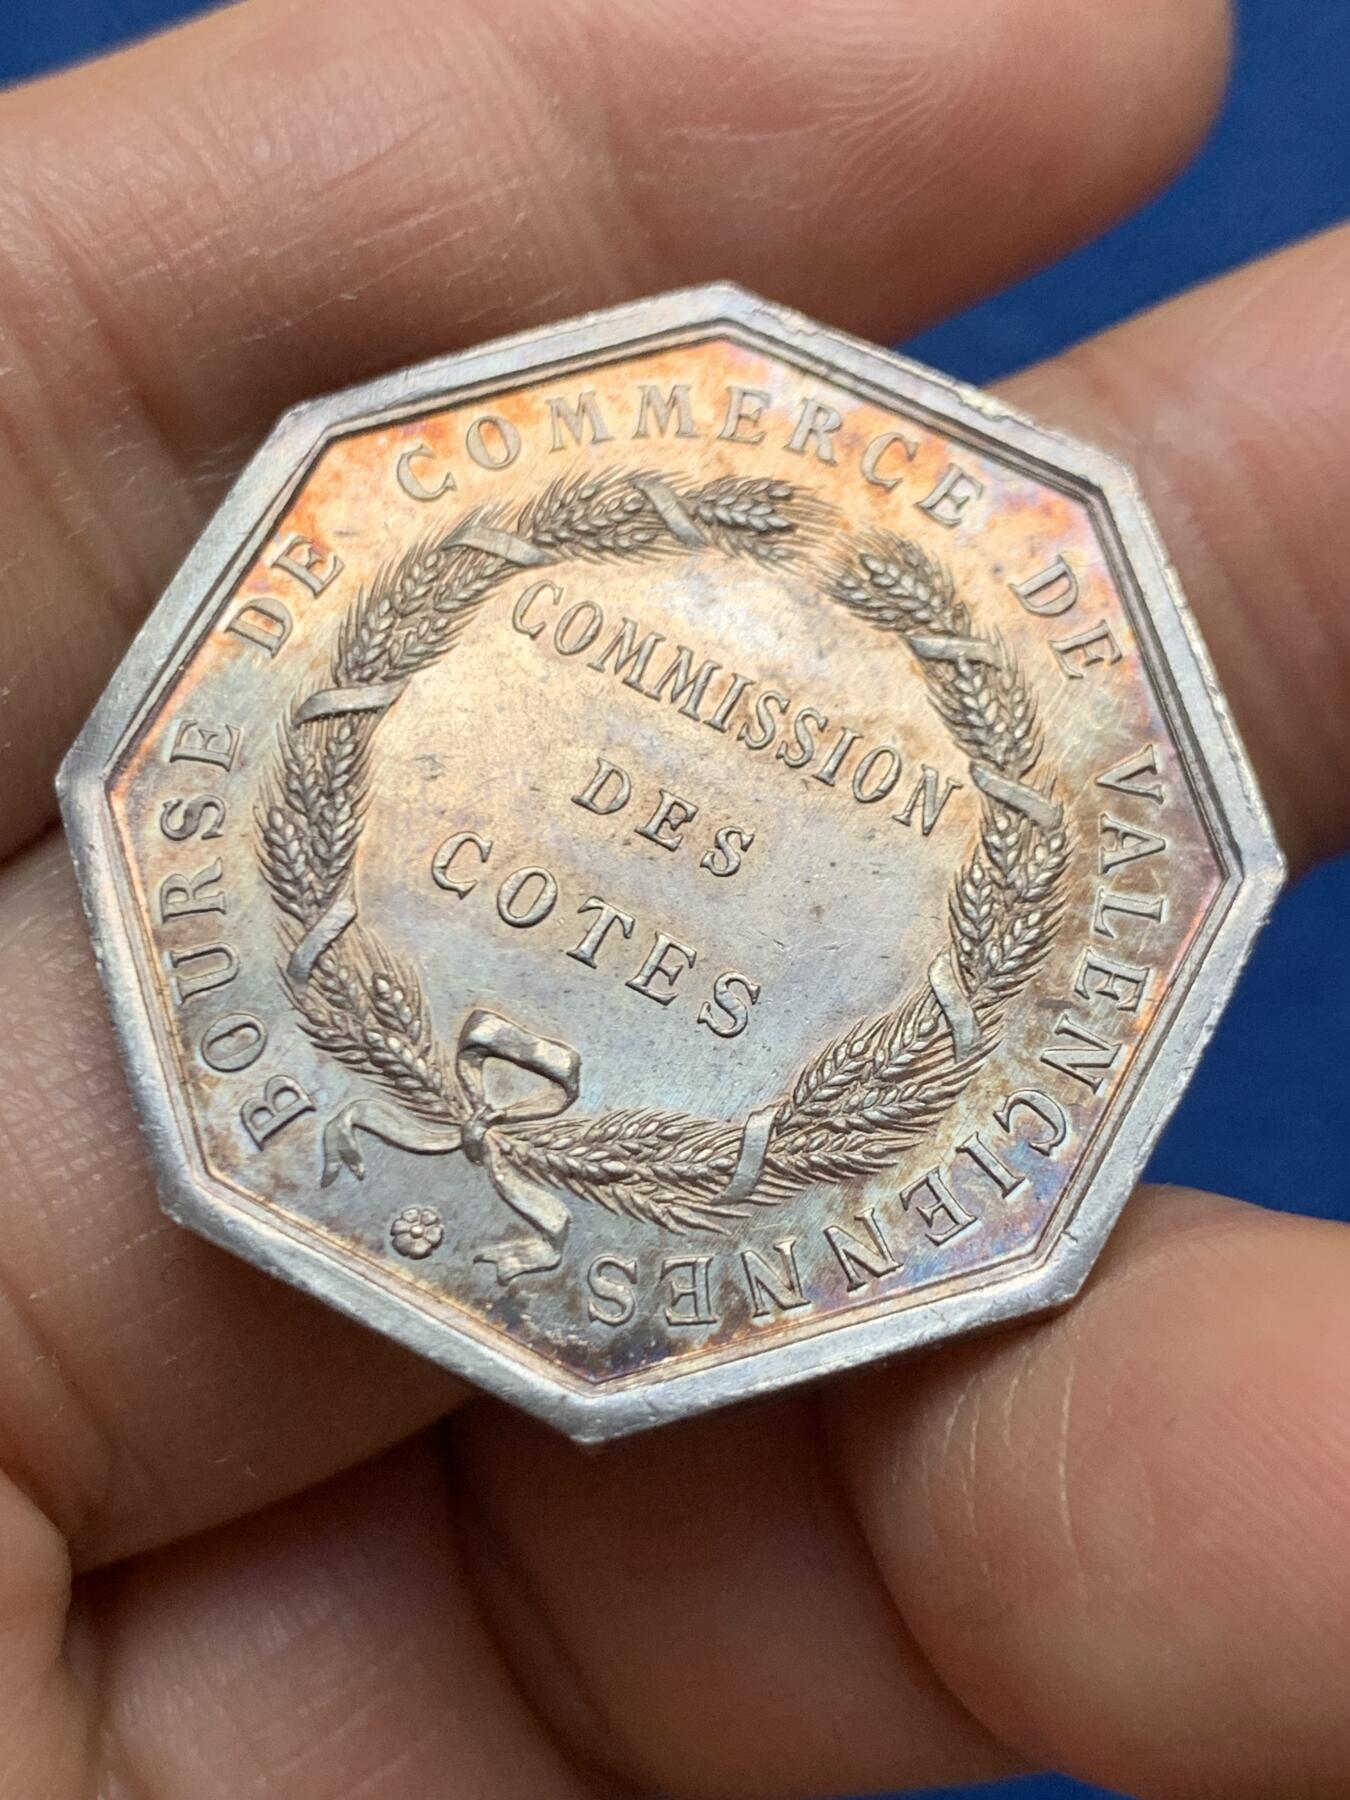 BOURSE DE COMMERCE DE VALENCIENNES
COMMISSION
DES
COTES